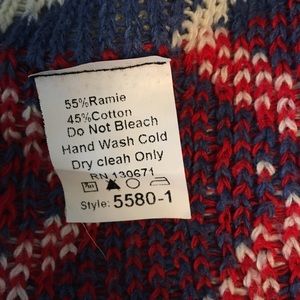 55%Ramie
45%Cotton
Do Not Bleach
Hand Wash Cold
Dry cleah Only
RN 130671
Style: 5580-1